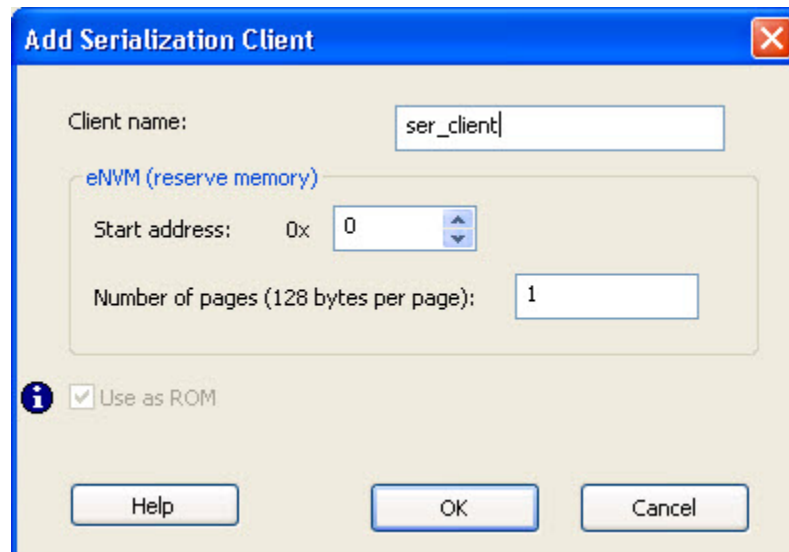 Add Serialization Client
Client name: ser_client
eNVM (reserve memory)
Start address: 0x 0
Number of pages (128 bytes per page): 1
Use as ROM
Help OK Cancel